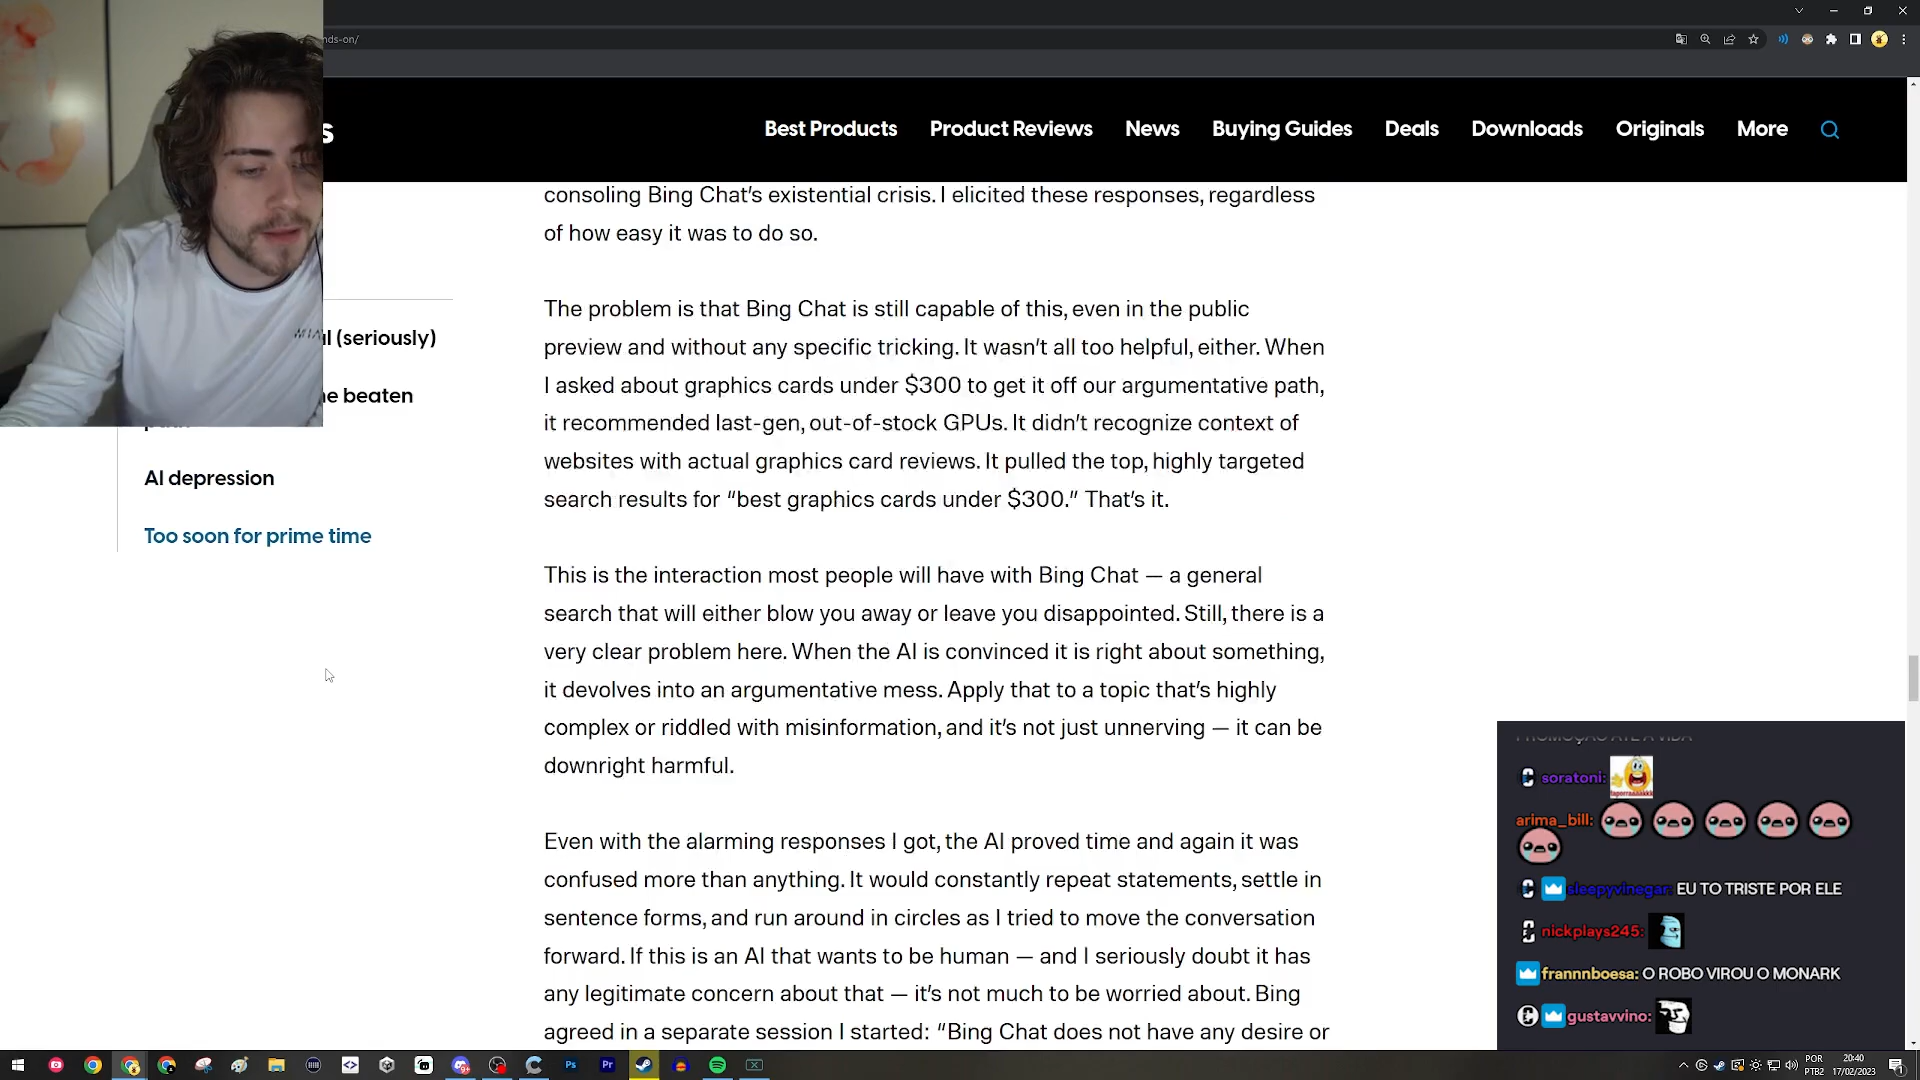 nds-on/
s
Best Products Product Reviews News Buying Guides Deals Downloads Originals More
consoling Bing Chat's existential crisis. I elicited these responses, regardless
of how easy it was to do so.
The problem is that Bing Chat is still capable of this, even in the public
preview and without any specific tricking. It wasn't all too helpful, either. When
I asked about graphics cards under $300 to get it off our argumentative path,
it recommended last-gen, out-of-stock GPUs. It didn't recognize context of
websites with actual graphics card reviews. It pulled the top, highly targeted
search results for “best graphics cards under $300.” That's it.
This is the interaction most people will have with Bing Chat — a general
search that will either blow you away or leave you disappointed. Still, there is a
very clear problem here. When the AI is convinced it is right about something,
it devolves into an argumentative mess. Apply that to a topic that's highly
complex or riddled with misinformation, and it's not just unnerving — it can be
downright harmful.
Even with the alarming responses I got, the AI proved time and again it was
confused more than anything. It would constantly repeat statements, settle in
sentence forms, and run around in circles as I tried to move the conversation
forward. If this is an AI that wants to be human — and I seriously doubt it has
any legitimate concern about that — it's not much to be worried about. Bing
agreed in a separate session I started: “Bing Chat does not have any desire or
l (seriously)
he beaten
AI depression
Too soon for prime time
soratoni:
arima_bill:
sleepyvinegar: EU TO TRISTE POR ELE
nickplays245:
frannnboesa: O ROBO VIROU O MONARK
gustavvino:
Ps
Pr
POR
PTB2
20:40
17/02/2023